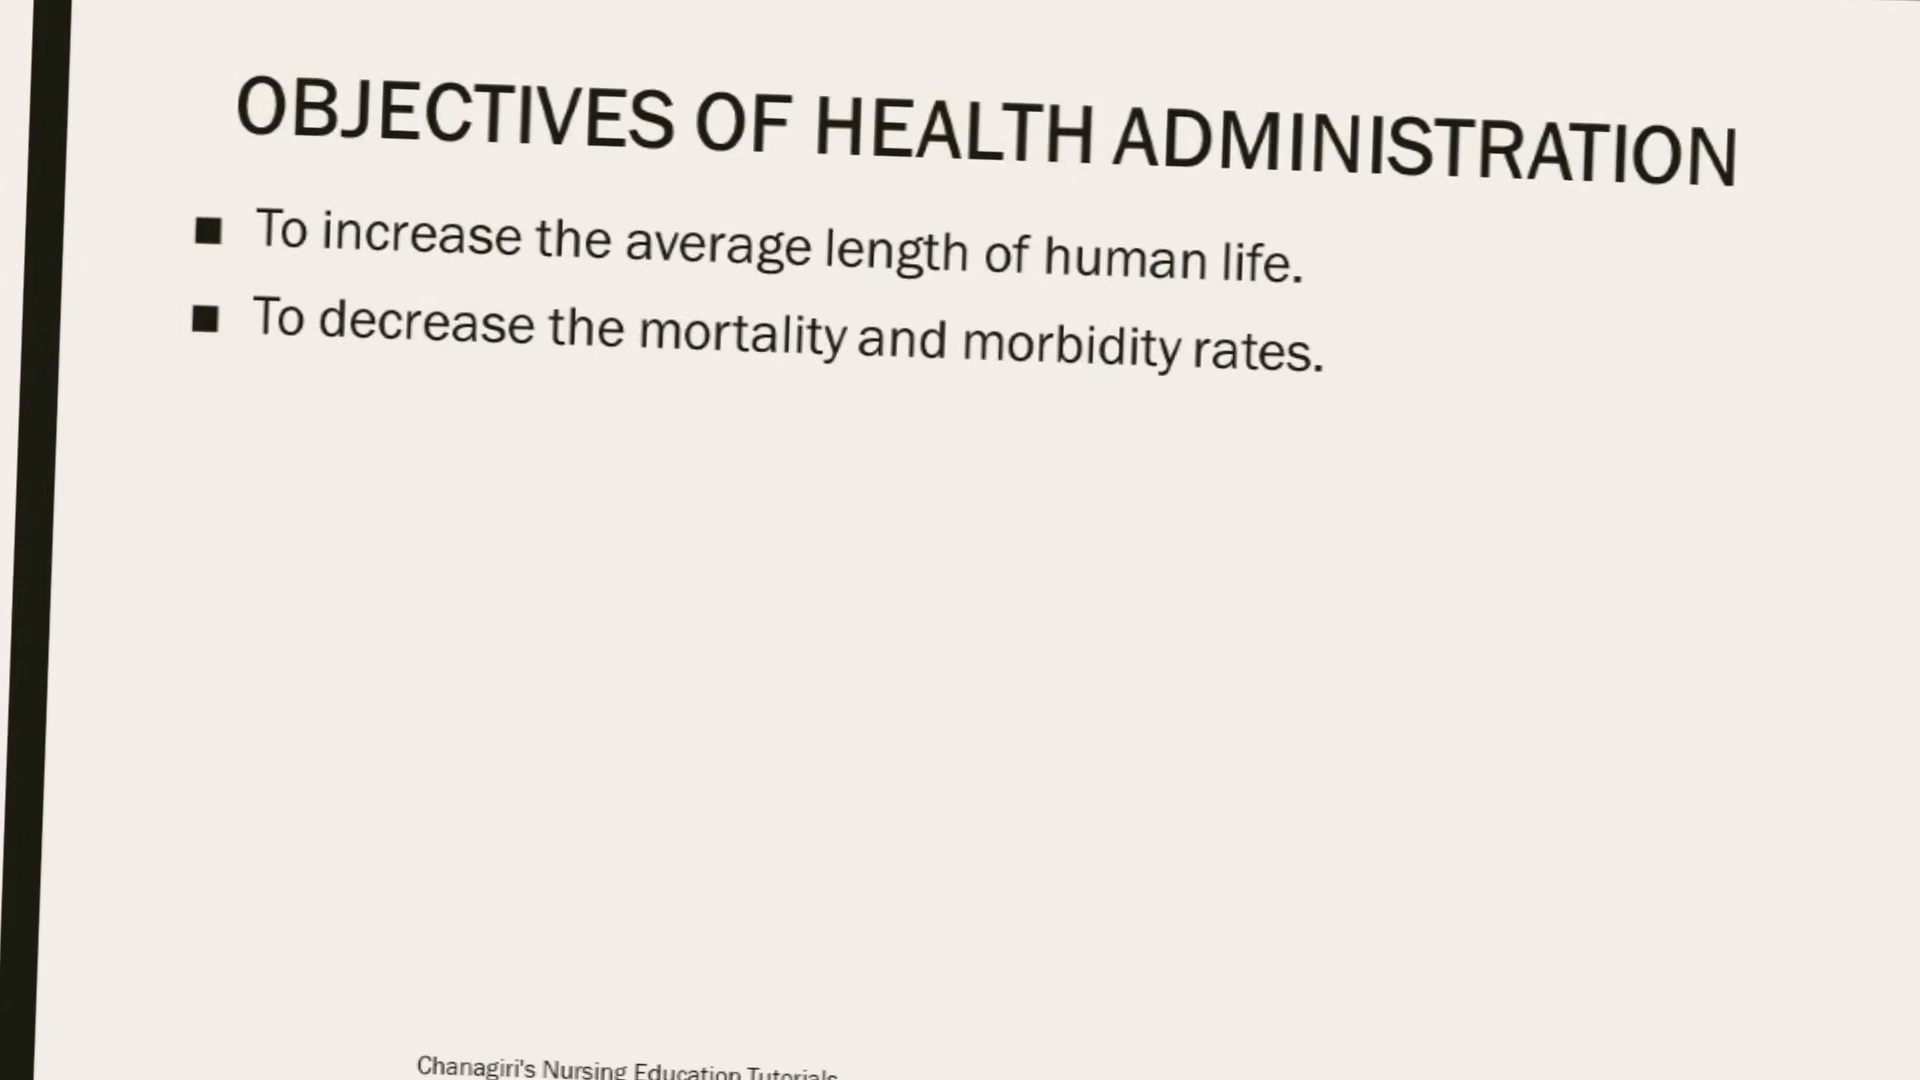 OBJECTIVES OF HEALTH ADMINISTRATION
To increase the average length of human life.
To decrease the mortality and morbidity rates.
Chanagiri's Nursing Education Tutorials